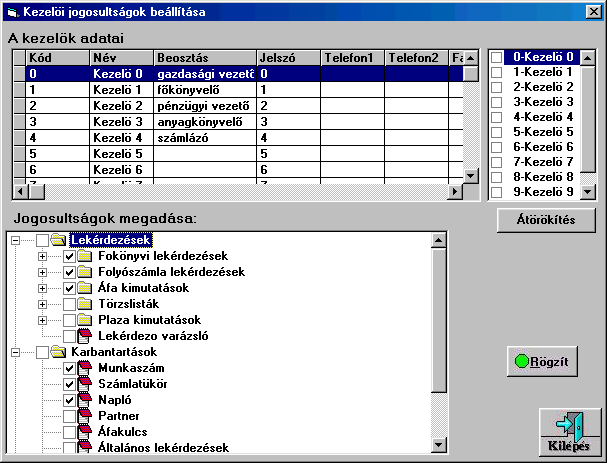 Kezelöi jogosultságok beállítása
A kezelök adatai
Kód Név Beosztás Jelszó Telefon1 Telefon2 Fa
0 Kezelö 0 gazdasági vezető 0
1 Kezelö 1 főkönyvelő 1
2 Kezelö 2 pénzügyi vezető 2
3 Kezelö 3 anyagkönyvelő 3
4 Kezelö 4 számlázó 4
5 Kezelö 5 5
6 Kezelö 6 6
0-Kezelö 0
1-Kezelö 1
2-Kezelö 2
3-Kezelö 3
4-Kezelö 4
5-Kezelö 5
6-Kezelö 6
7-Kezelö 7
8-Kezelö 8
9-Kezelö 9
Átörökítés
Jogosultságok megadása:
Lekérdezések
Fokönyvi lekérdezések
Folyószámla lekérdezések
Áfa kimutatások
Törzslisták
Plaza kimutatások
Lekérdezo varázsló
Karbantartások
Munkaszám
Számlatükör
Napló
Partner
Áfakulcs
Általános lekérdezések
Rögzít
Kilépés